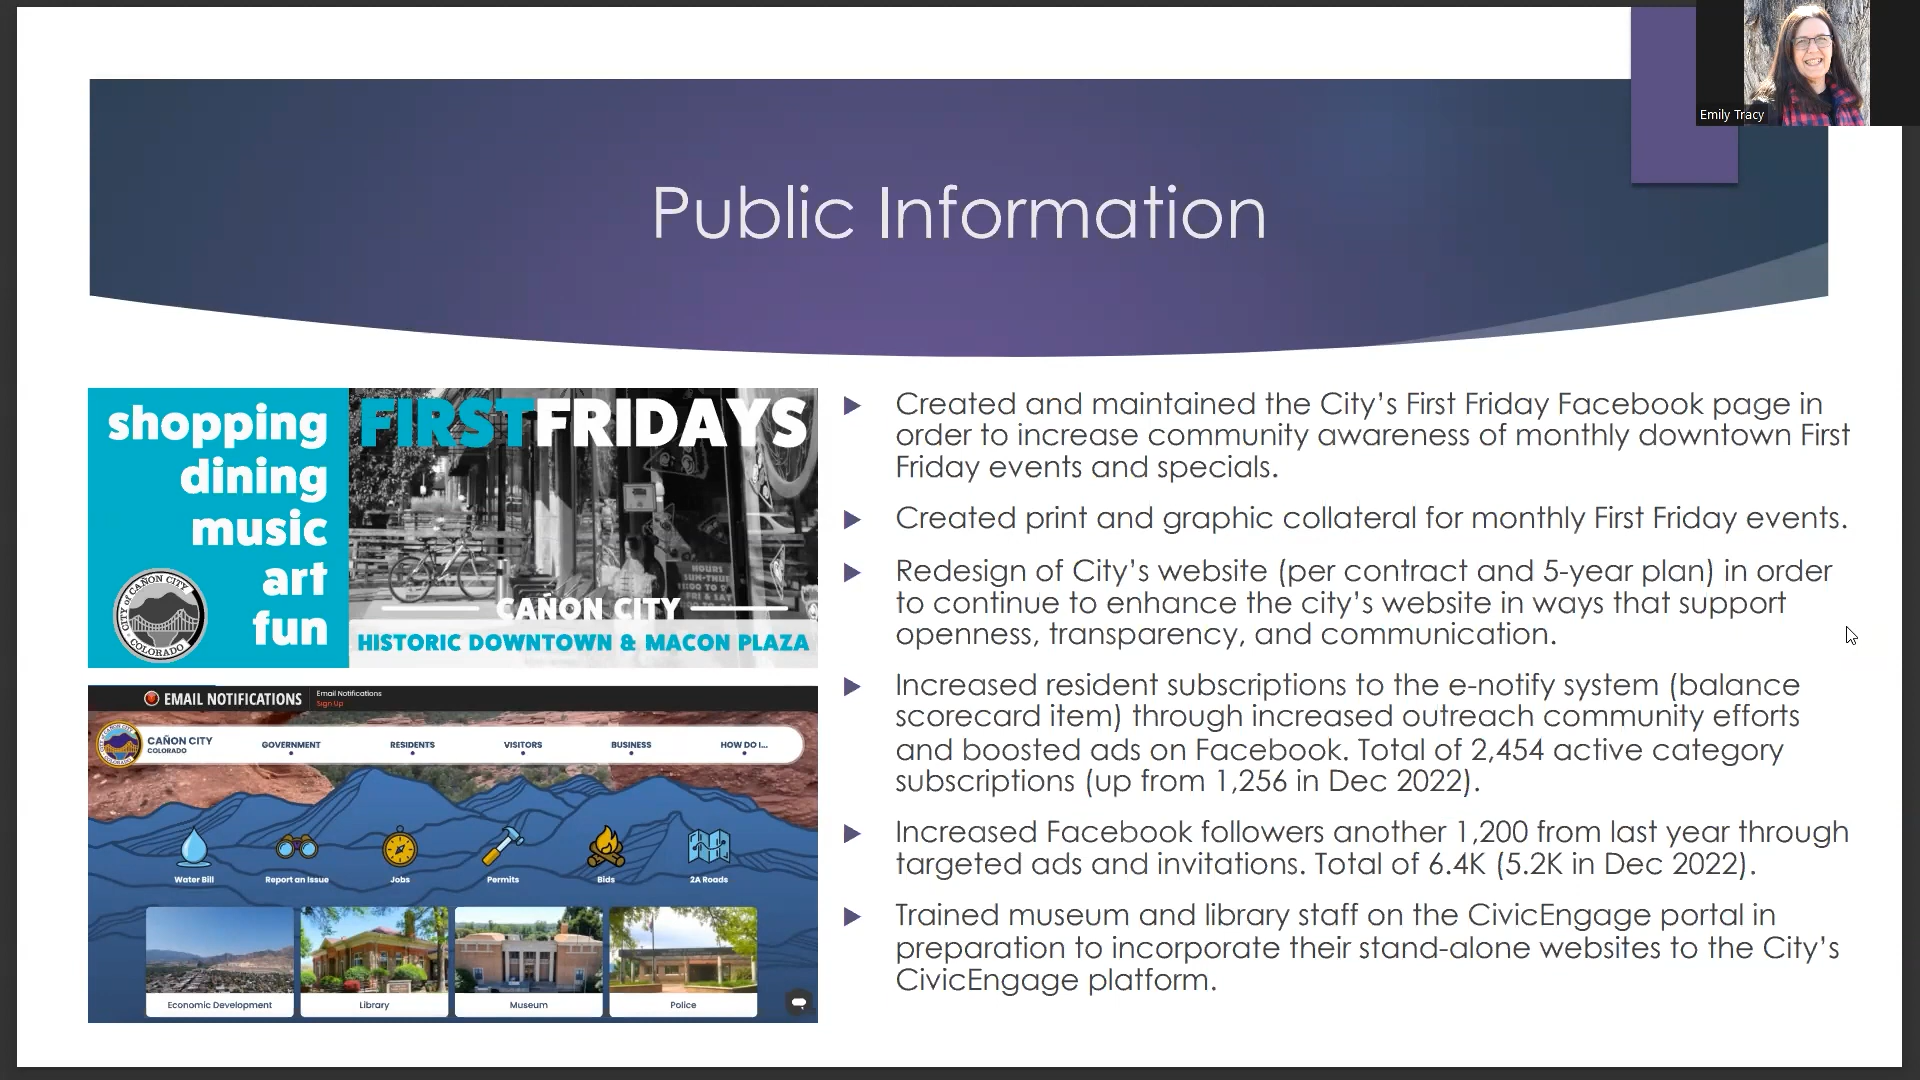 Emily Tracy
Public Information
shopping
dining
music
art
fun
CITY of CAÑON CITY
COLORADO
FIRSTFRIDAYS
HOURS
CAÑON CITY
HISTORIC DOWNTOWN & MACON PLAZA
EMAIL NOTIFICATIONS
Email Notifications
Sign Up
CAÑON CITY
COLORADO
GOVERNMENT
RESIDENTS
VISITORS
BUSINESS
HOW DO I...
Water Bill
Report an Issue
Jobs
Permits
Bids
2A Roads
Economic Development
Library
Museum
Police
Created and maintained the City’s First Friday Facebook page in
order to increase community awareness of monthly downtown First
Friday events and specials.
Created print and graphic collateral for monthly First Friday events.
Redesign of City’s website (per contract and 5-year plan) in order
to continue to enhance the city’s website in ways that support
openness, transparency, and communication.
Increased resident subscriptions to the e-notify system (balance
scorecard item) through increased outreach community efforts
and boosted ads on Facebook. Total of 2,454 active category
subscriptions (up from 1,256 in Dec 2022).
Increased Facebook followers another 1,200 from last year through
targeted ads and invitations. Total of 6.4K (5.2K in Dec 2022).
Trained museum and library staff on the CivicEngage portal in
preparation to incorporate their stand-alone websites to the City’s
CivicEngage platform.